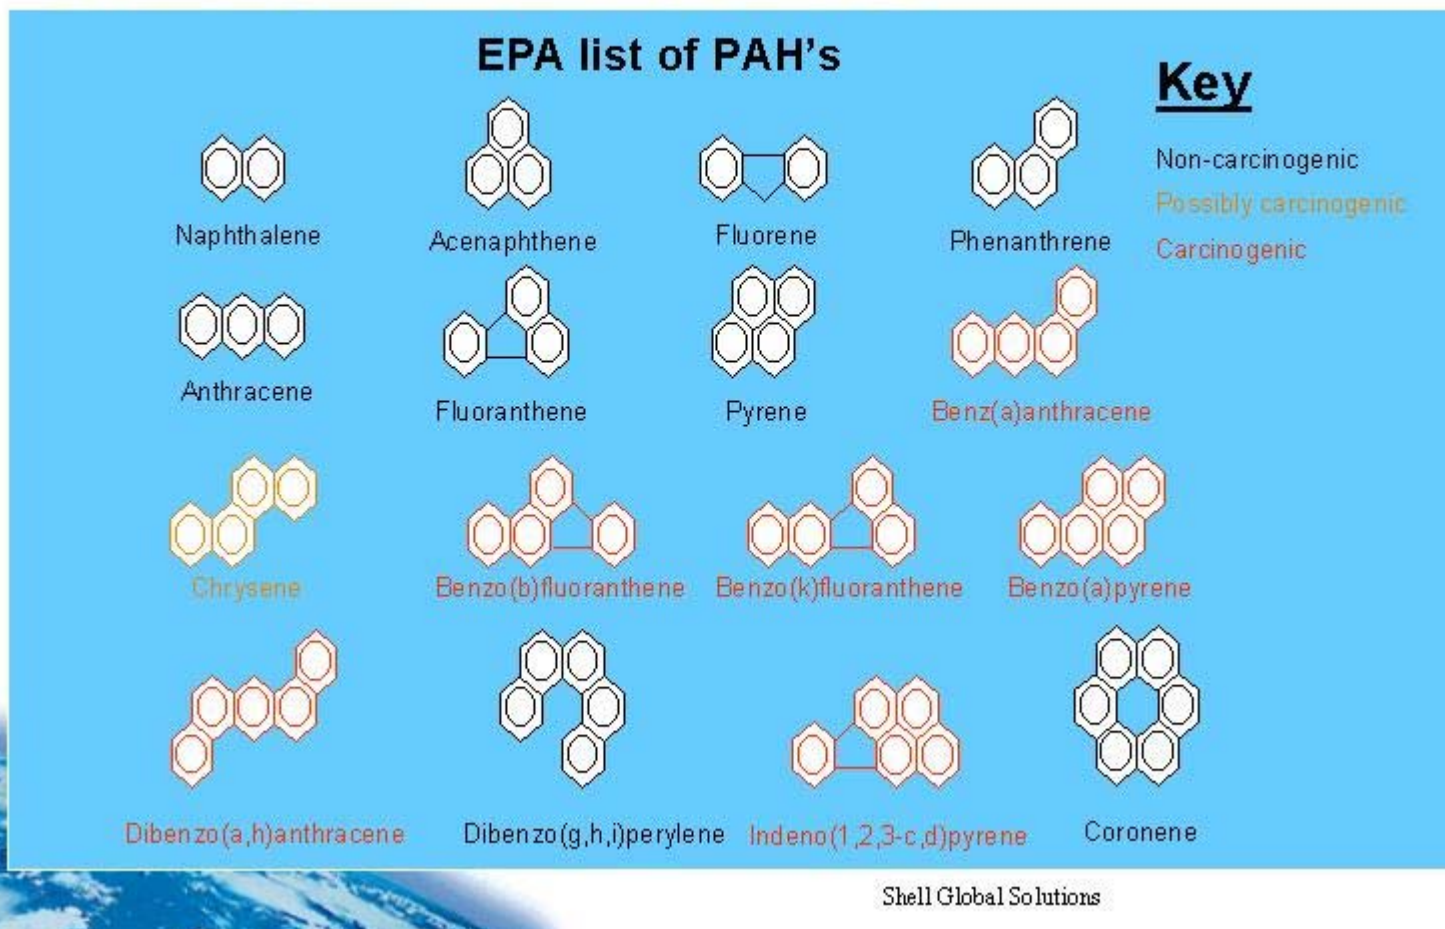 EPA list of PAH's
Key
Non-carcinogenic
Possibly carcinogenic
Carcinogenic
Naphthalene
Acenaphthene
Fluorene
Phenanthrene
Anthracene
Fluoranthene
Pyrene
Benz(a)anthracene
Chrysene
Benzo(b)fluoranthene
Benzo(k)fluoranthene
Benzo(a)pyrene
Dibenzo(a,h)anthracene
Dibenzo(g,h,i)perylene
Indeno(1,2,3-c,d)pyrene
Coronene
Shell Global Solutions